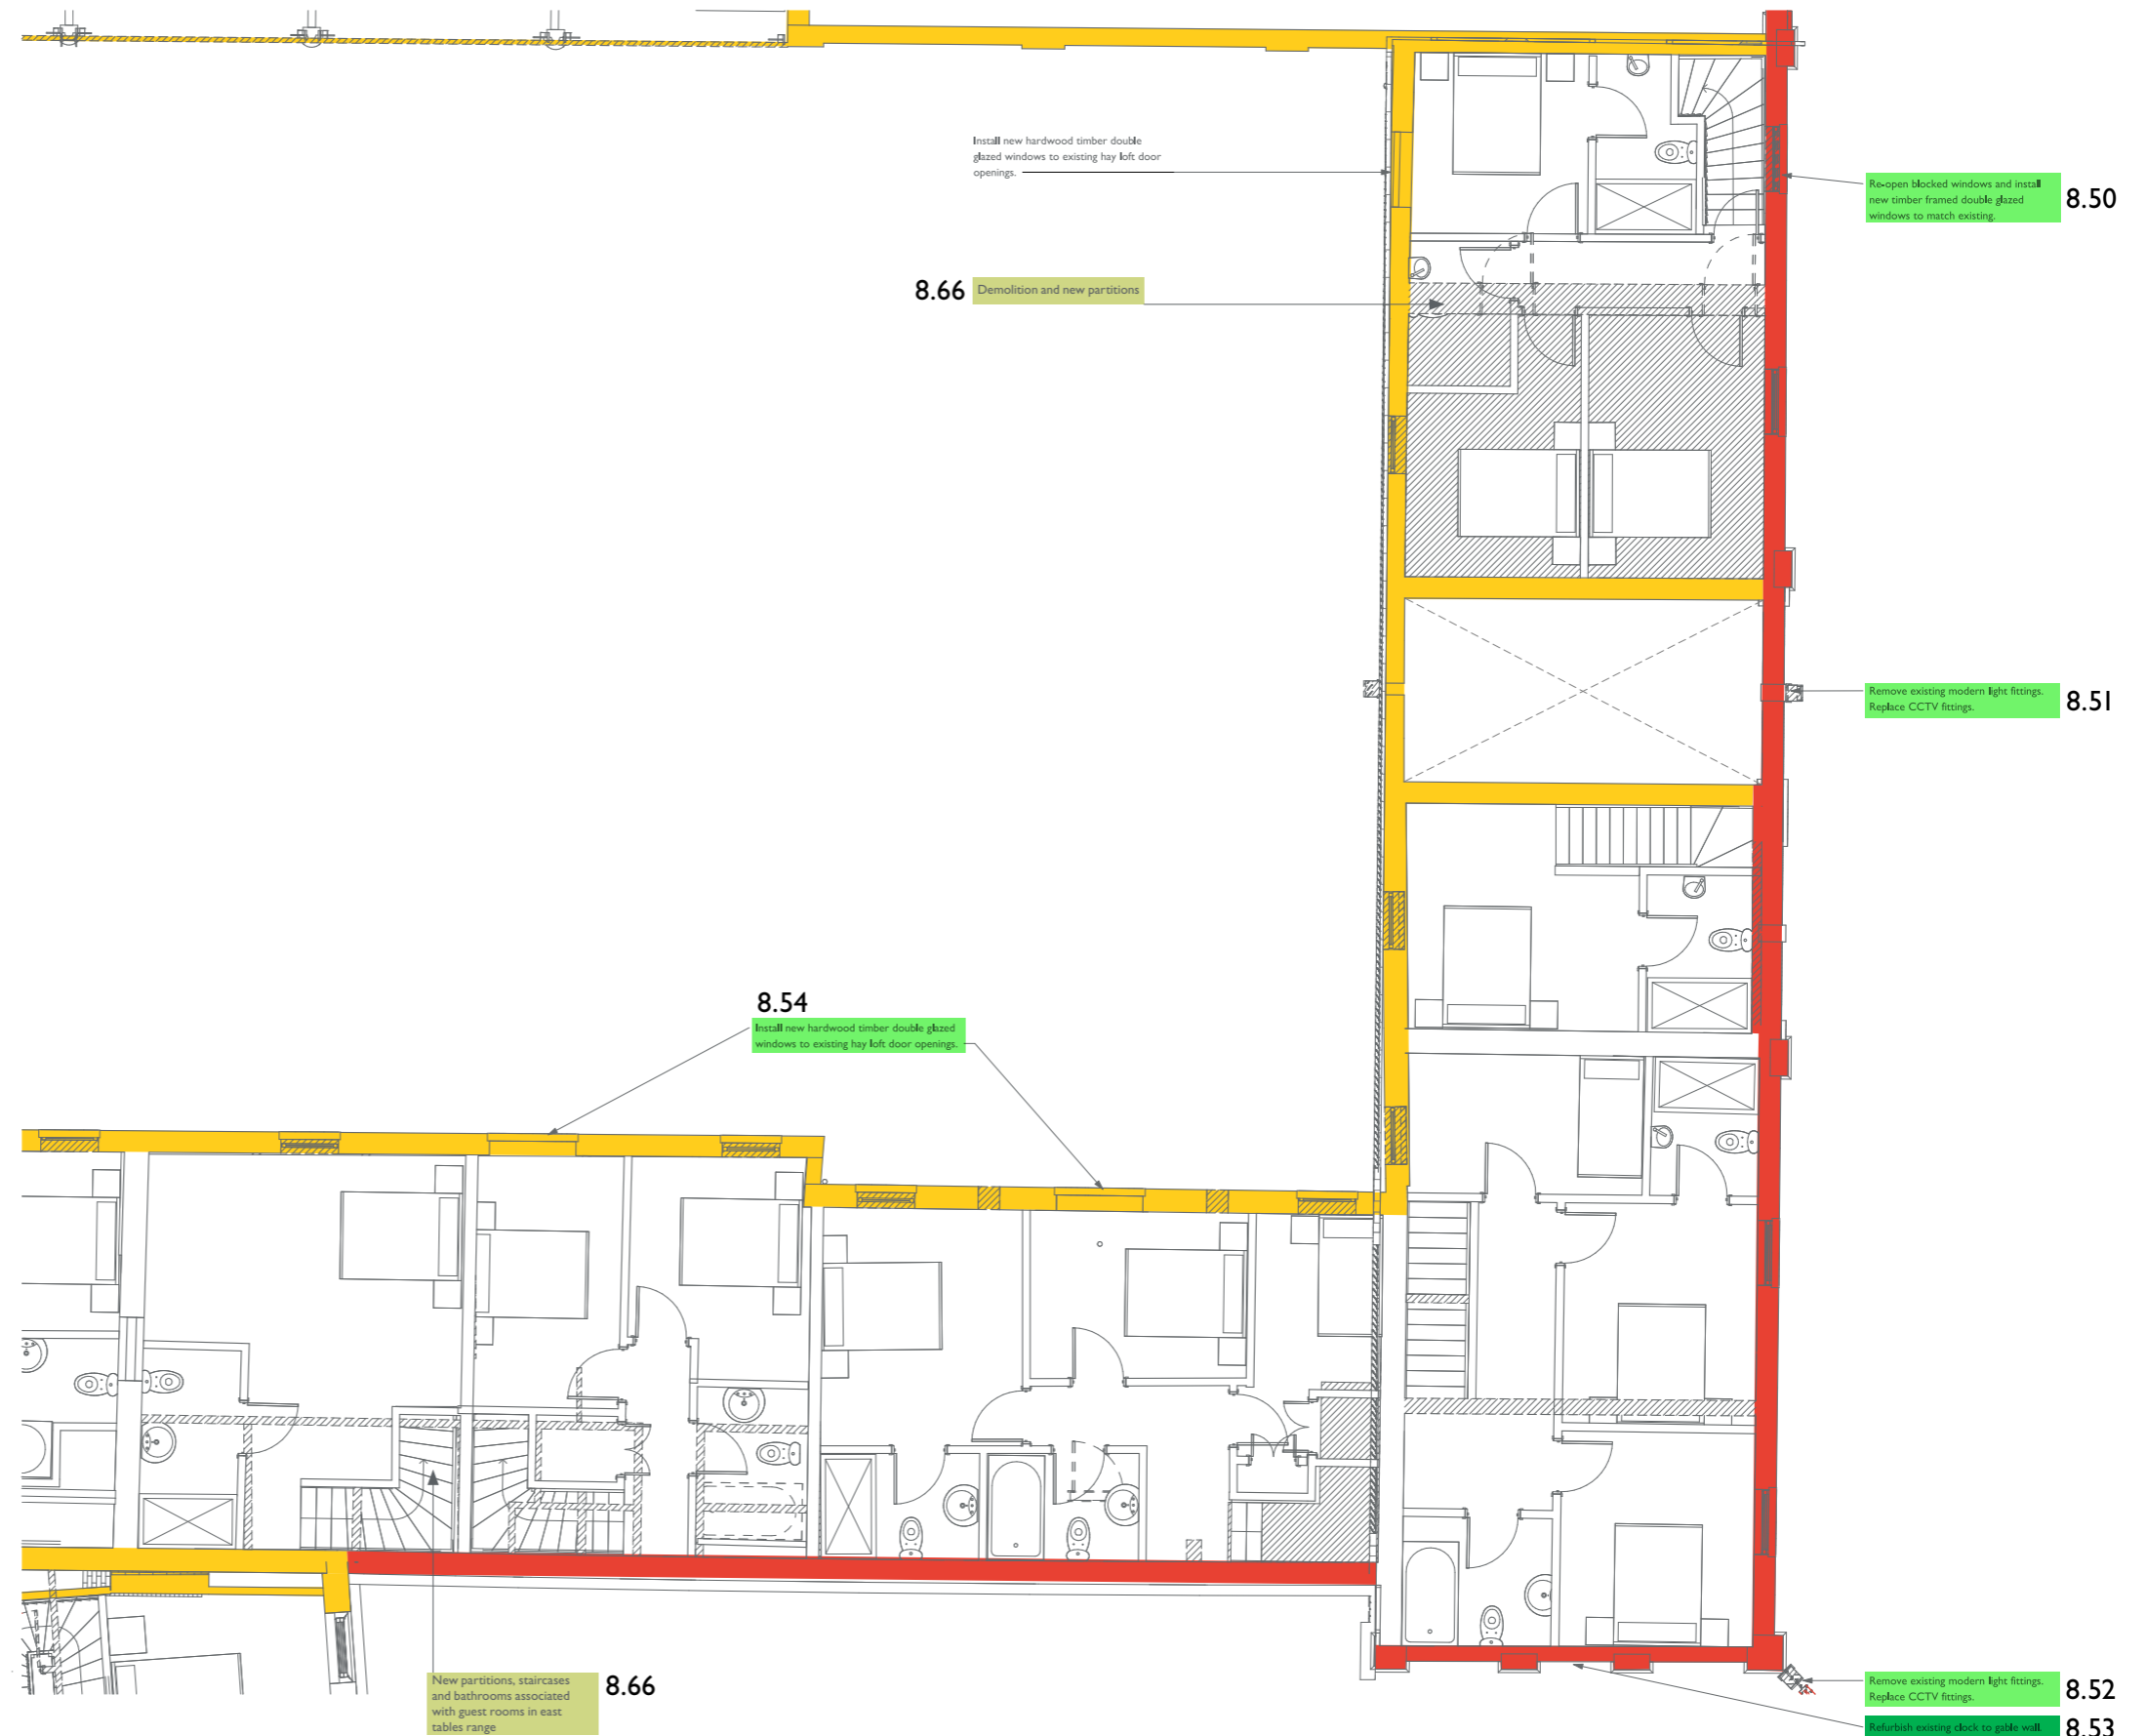 Install new hardwood timber double
glazed windows to existing hay loft door
openings.
Re-open blocked windows and install
new timber framed double glazed
windows to match existing.
8.50
8.66
Demolition and new partitions
Remove existing modern light fittings.
Replace CCTV fittings.
8.51
8.54
Install new hardwood timber double glazed
windows to existing hay loft door openings.
New partitions, staircases
and bathrooms associated
with guest rooms in east
tables range
8.66
Remove existing modern light fittings.
Replace CCTV fittings.
8.52
Refurbish existing clock to gable wall.
8.53